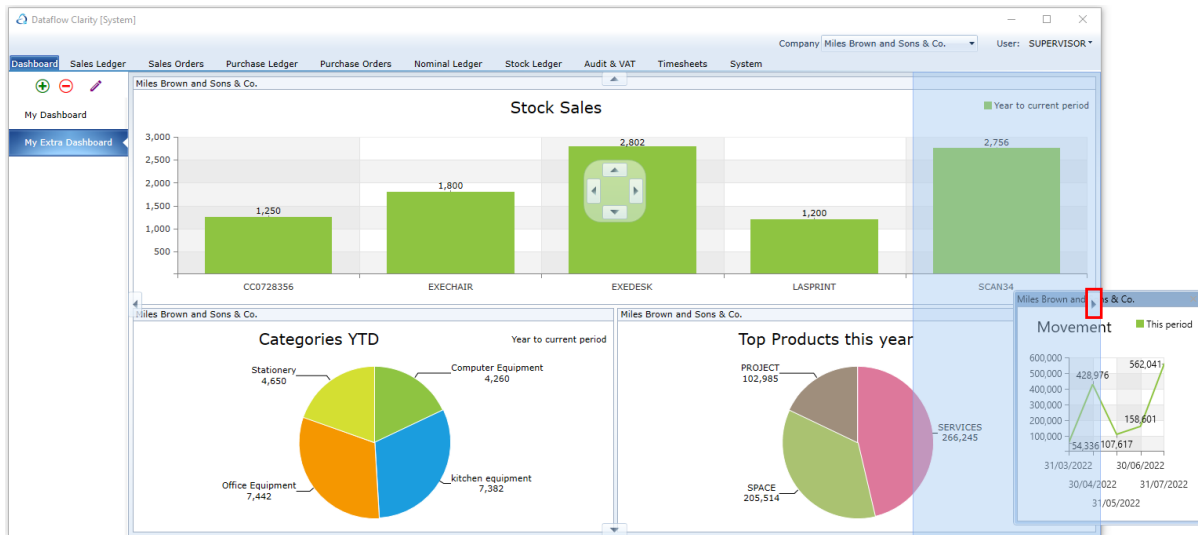 Dataflow Clarity [System]
Company Miles Brown and Sons & Co. User: SUPERVISOR
Dashboard Sales Ledger Sales Orders Purchase Ledger Purchase Orders Nominal Ledger Stock Ledger Audit & VAT Timesheets System
My Dashboard
My Extra Dashboard
Miles Brown and Sons & Co.
Stock Sales
Year to current period
3,000
2,500
2,000
1,500
1,000
500
1,250
1,800
2,802
1,200
2,756
CC0728356 EXECHAIR EXEDESK LASPRINT SCAN34
Miles Brown and Sons & Co.
Categories YTD
Year to current period
Stationery
4,650
Computer Equipment
4,260
Office Equipment
7,442
kitchen equipment
7,382
Miles Brown and Sons & Co.
Top Products this year
PROJECT
102,985
SERVICES
266,245
SPACE
205,514
Miles Brown and ns & Co.
Movement
This period
600,000
500,000
400,000
300,000
200,000
100,000
428,976
562,041
158,601
54,336
107,617
31/03/2022 30/06/2022
30/04/2022 31/07/2022
31/05/2022